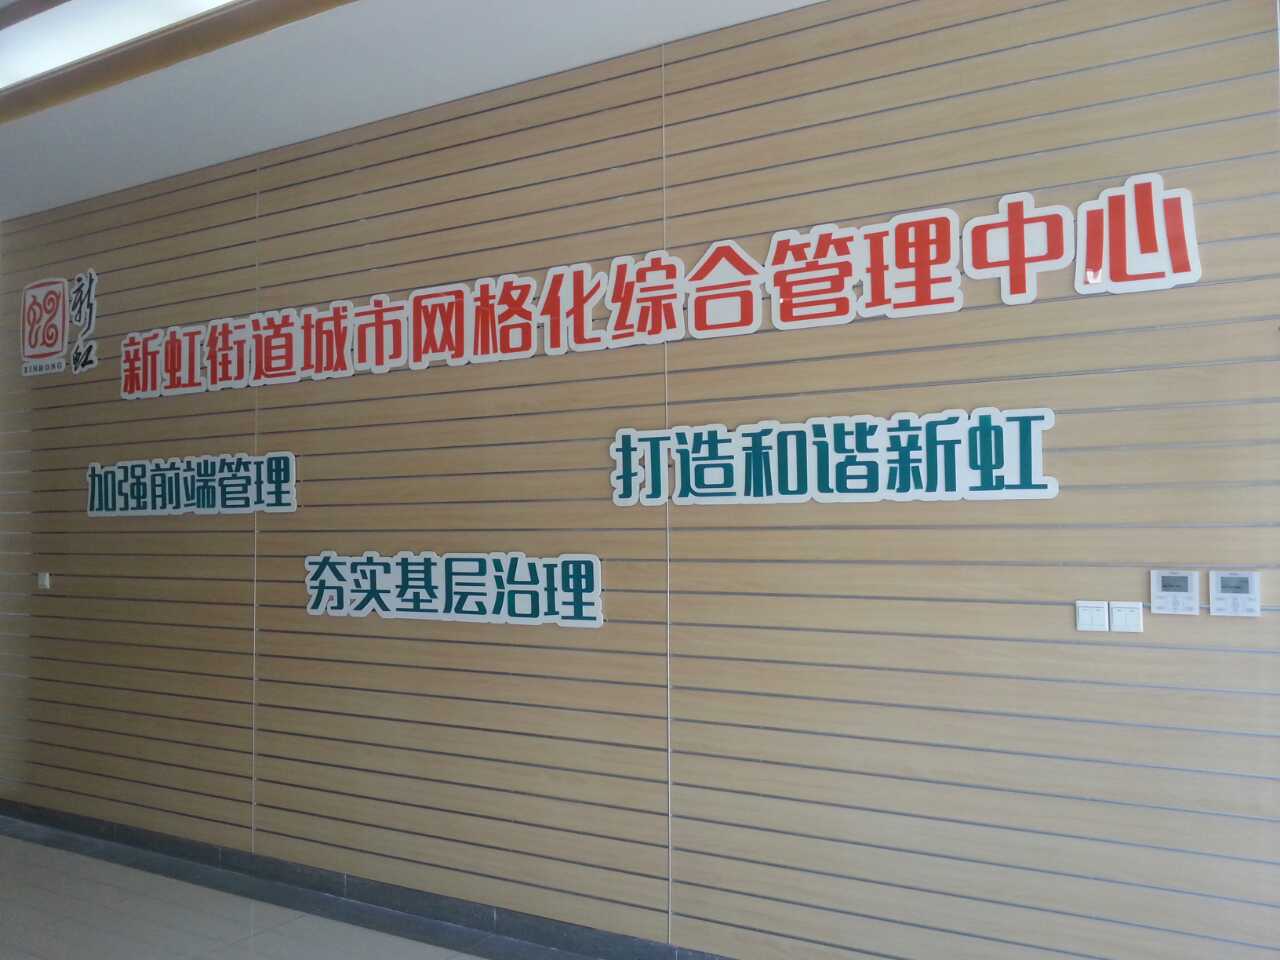 新虹
XINHONG
新虹街道城市网格化综合管理中心
加强前端管理
打造和谐新虹
夯实基层治理